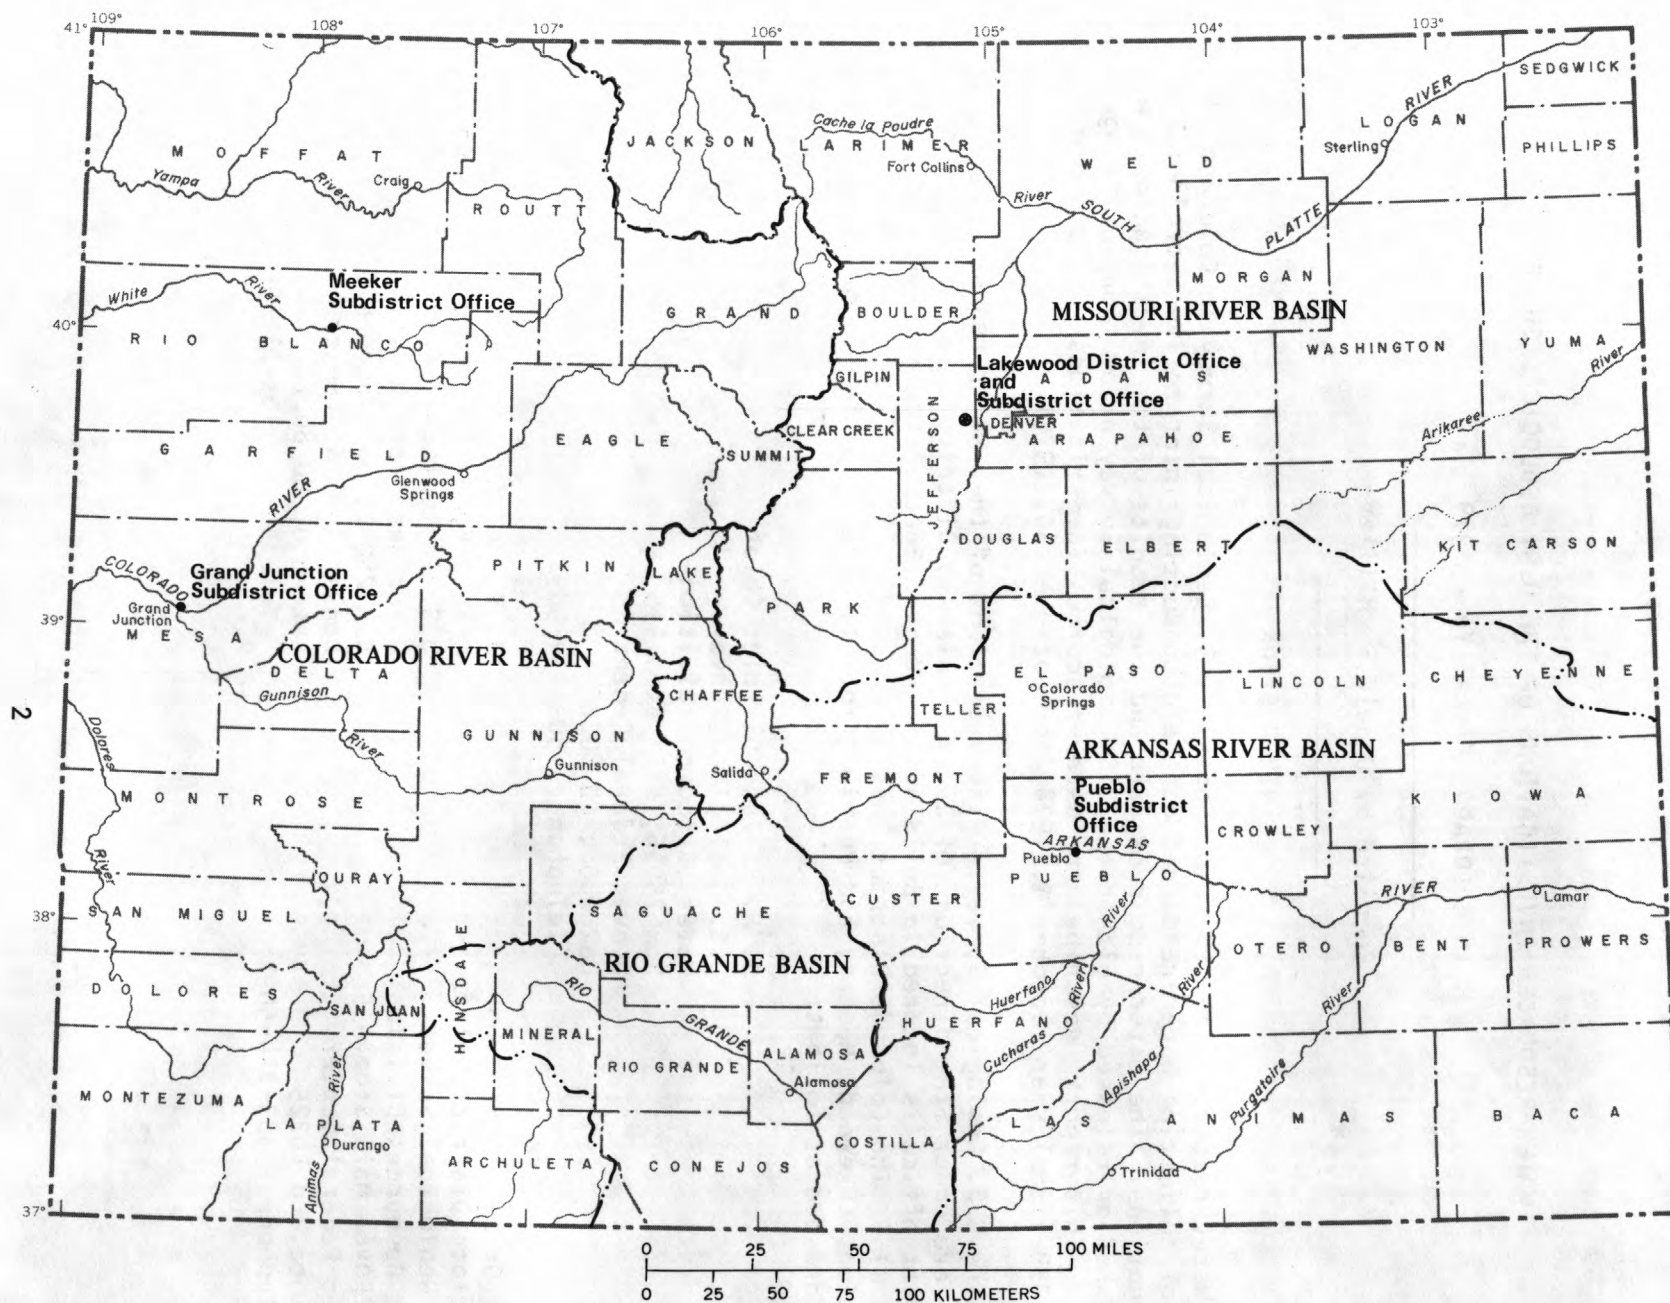 109°
108°
107°
106°
105°
104°
103°
41°
SEDGWICK
RIVER
LOGAN
Sterling
PHILLIPS
Cache la Poudre
JACKSON
LARIMER
Fort Collins
WELD
MOFFAT
Yampa
River
Craig
ROUTT
River
SOUTH
PLATTE
MORGAN
Meeker
Subdistrict Office
White
River
40°
RIO BLANCO
GRAND
BOULDER
MISSOURI RIVER BASIN
WASHINGTON
YUMA
River
Lakewood District Office
and
Subdistrict Office
ADAMS
GILPIN
DENVER
CLEAR CREEK
JEFFERSON
ARAPAHOE
Arikaree
EAGLE
SUMMIT
GARFIELD
Glenwood
Springs
RIVER
DOUGLAS
ELBERT
KIT CARSON
PITKIN
LAKE
PARK
COLORADO
Grand Junction
Subdistrict Office
Grand
Junction
39°
MESA
COLORADO RIVER BASIN
DELTA
Gunnison
River
EL PASO
Colorado
Springs
LINCOLN
CHEYENNE
CHAFFEE
TELLER
2
Dolores
River
GUNNISON
Gunnison
Salida
FREMONT
ARKANSAS RIVER BASIN
Pueblo
Subdistrict
Office
MONTROSE
KIOWA
CROWLEY
ARKANSAS
Pueblo
PUEBLO
OURAY
CUSTER
RIVER
Lamar
38°
SAN MIGUEL
SAGUACHE
River
HINSDALE
OTERO
BENT
PROWERS
RIO GRANDE BASIN
DOLORES
RIO
GRANDE
Huerfano
River
River
River
SAN JUAN
MINERAL
HUERFANO
Cucharas
RIO GRANDE
ALAMOSA
Alamosa
Apishapa
Purgatoire
MONTEZUMA
River
LA PLATA
Durango
Animas
LAS ANIMAS
BACA
COSTILLA
ARCHULETA
CONEJOS
Trinidad
37°
0 25 50 75 100 MILES
0 25 50 75 100 KILOMETERS